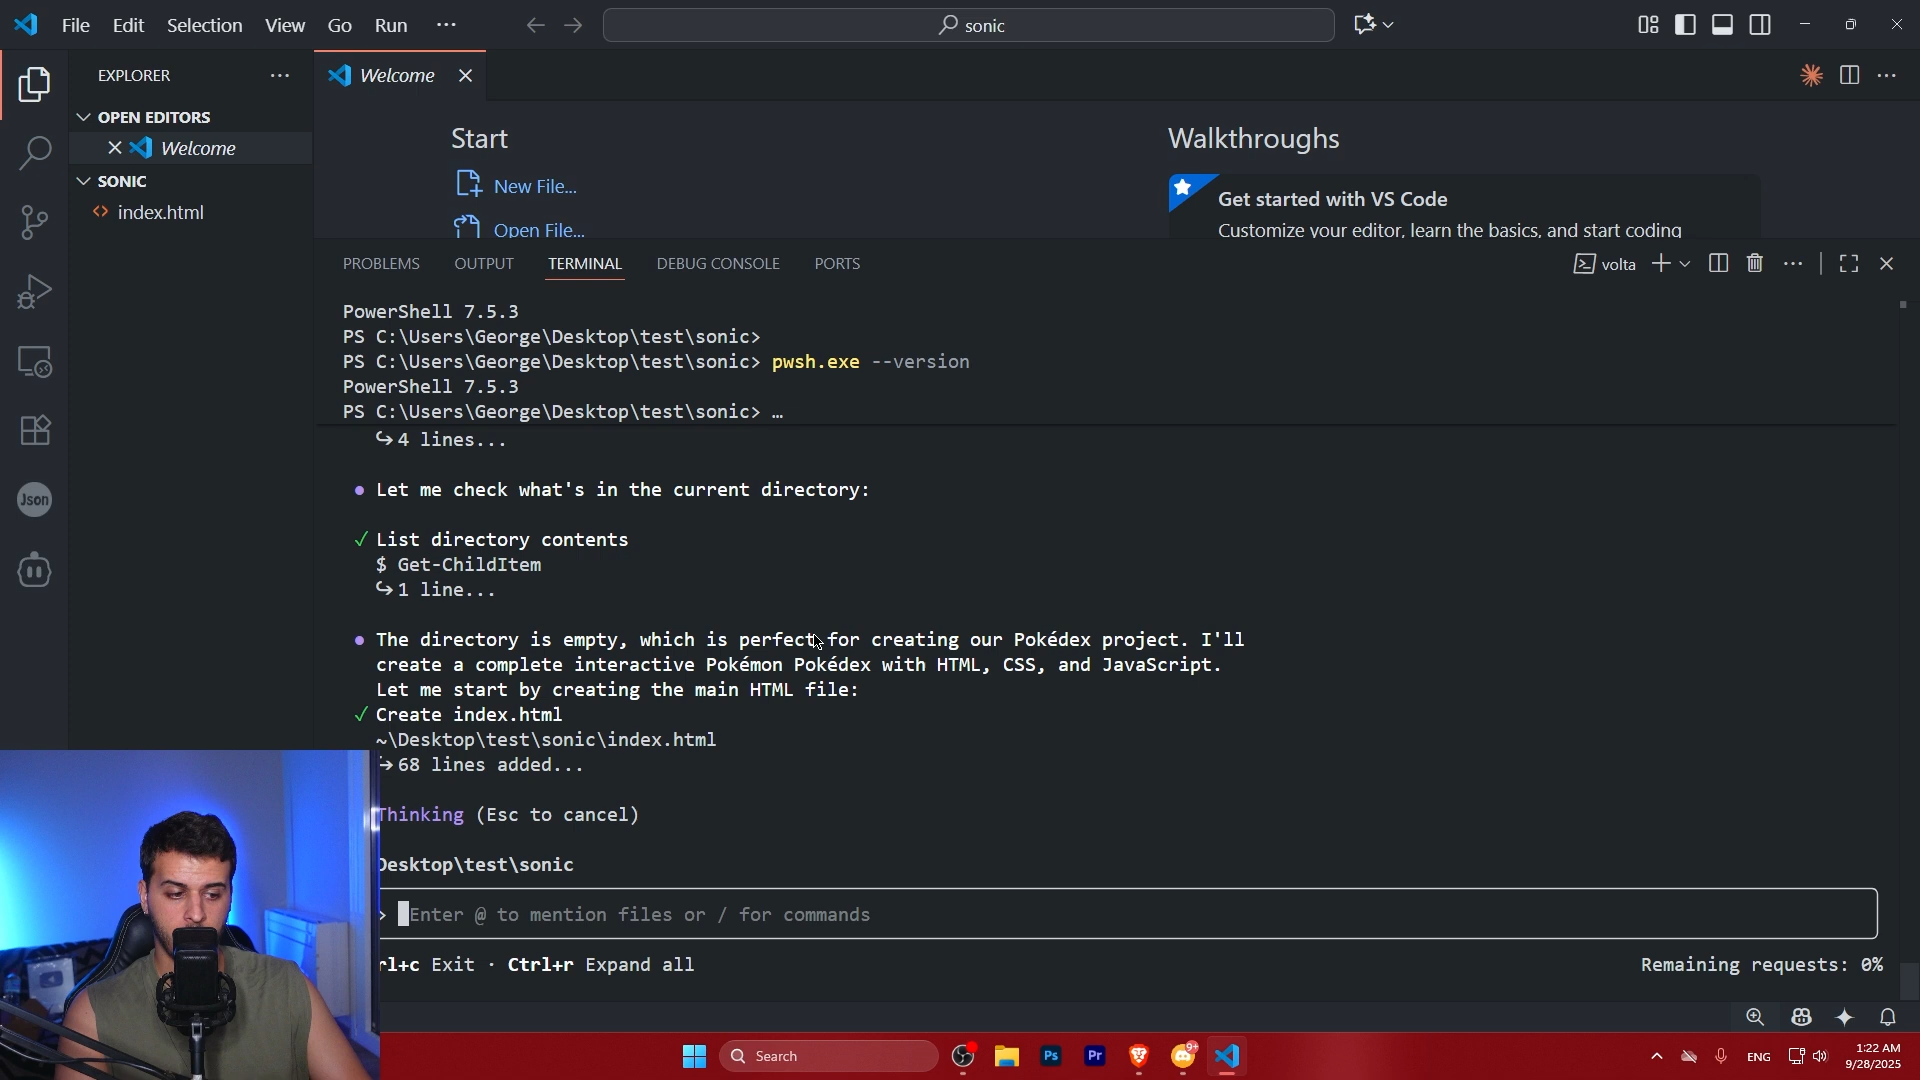 File Edit Selection View Go Run ···
sonic
EXPLORER
OPEN EDITORS
Welcome
SONIC
index.html
Json
Welcome
Start
New File...
Open File...
Walkthroughs
Get started with VS Code
Customize your editor, learn the basics, and start coding
PROBLEMS OUTPUT TERMINAL DEBUG CONSOLE PORTS
volta
PowerShell 7.5.3
PS C:\Users\George\Desktop\test\sonic>
PS C:\Users\George\Desktop\test\sonic> pwsh.exe --version
PowerShell 7.5.3
PS C:\Users\George\Desktop\test\sonic> …
↪ 4 lines...
● Let me check what's in the current directory:
✓ List directory contents
$ Get-ChildItem
↪ 1 line...
● The directory is empty, which is perfect for creating our Pokédex project. I'll
create a complete interactive Pokémon Pokédex with HTML, CSS, and JavaScript.
Let me start by creating the main HTML file:
✓ Create index.html
~\Desktop\test\sonic\index.html
↪ 68 lines added...
Thinking (Esc to cancel)
Desktop\test\sonic
> Enter @ to mention files or / for commands
rl+c Exit · Ctrl+r Expand all
Remaining requests: 0%
Search
Ps
Pr
9+
ENG
1:22 AM
9/28/2025